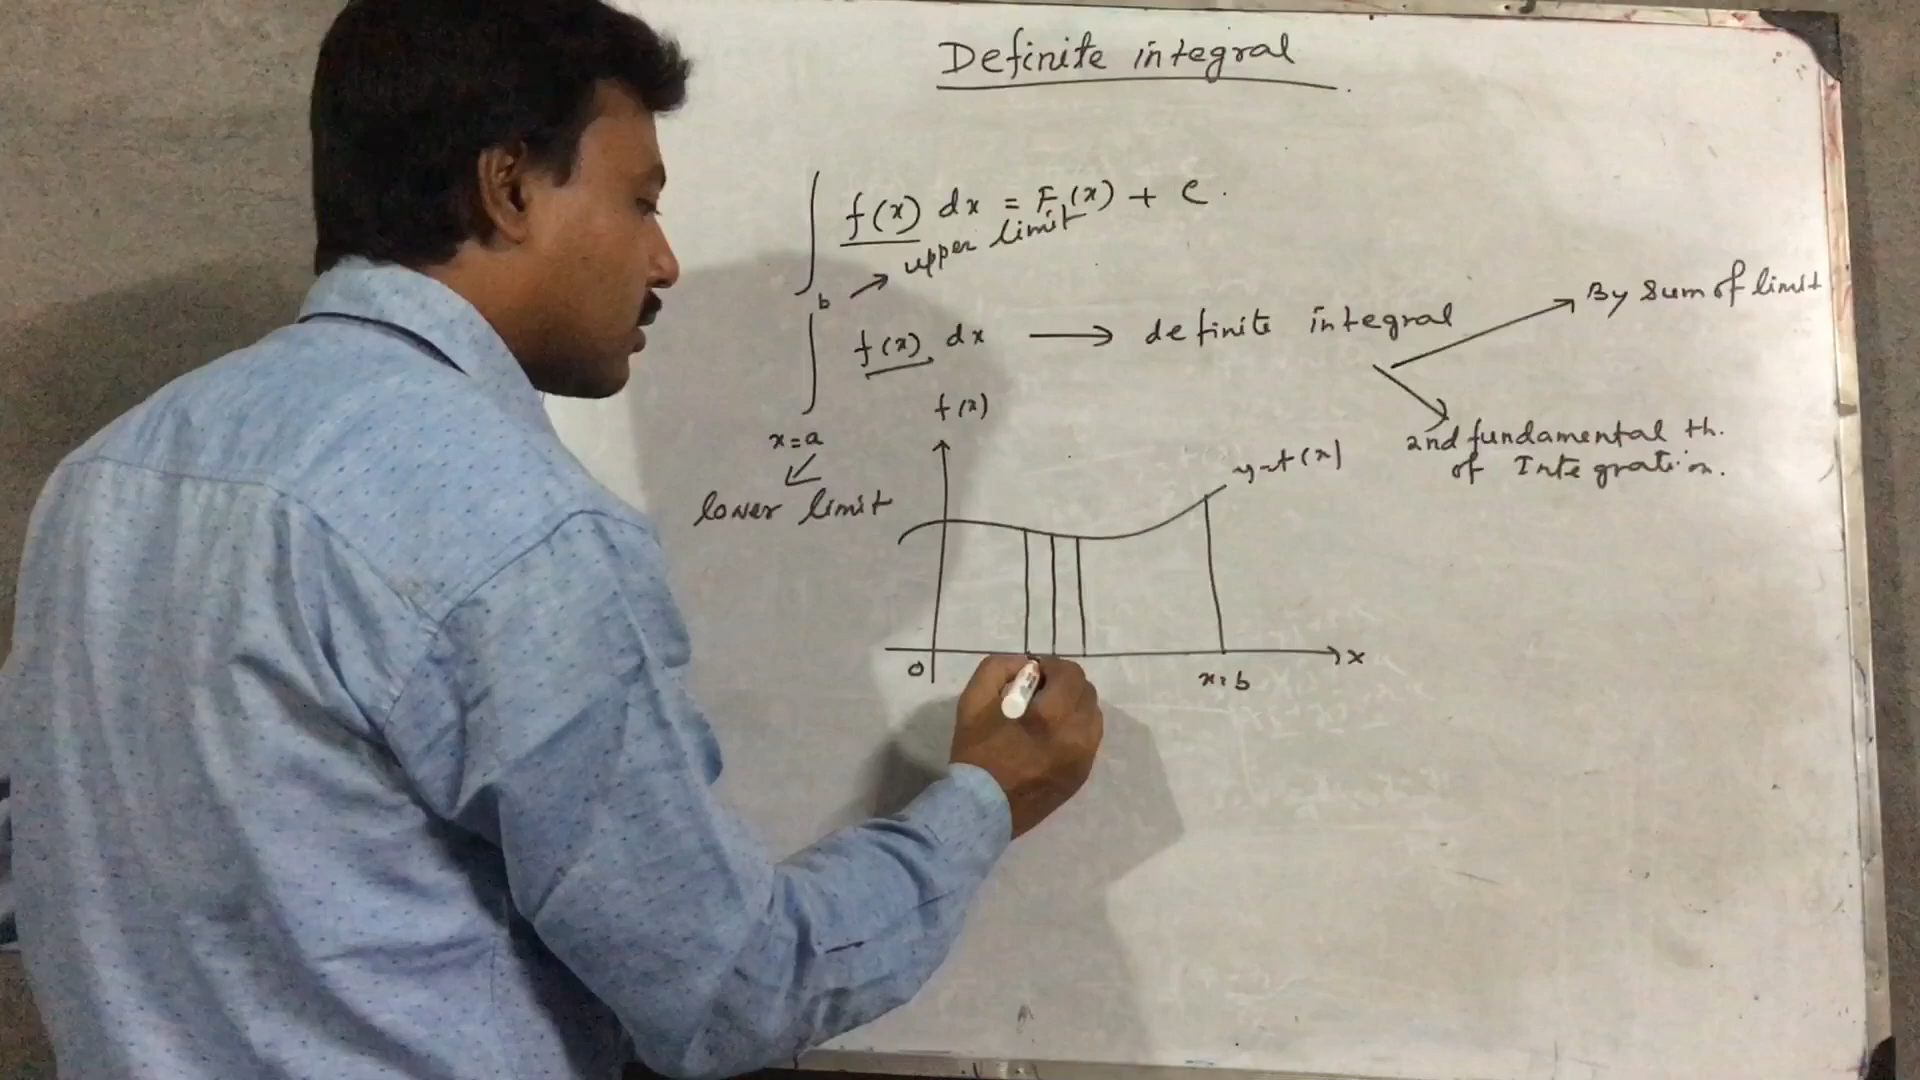 Definite integral
∫ f(x) dx = F(x) + C.
upper limit
b
∫ f(x) dx → definite integral
x=a
lower limit
By Sum of limit
2nd fundamental th.
of Integration.
f(x)
y=f(x)
0
x=b
x